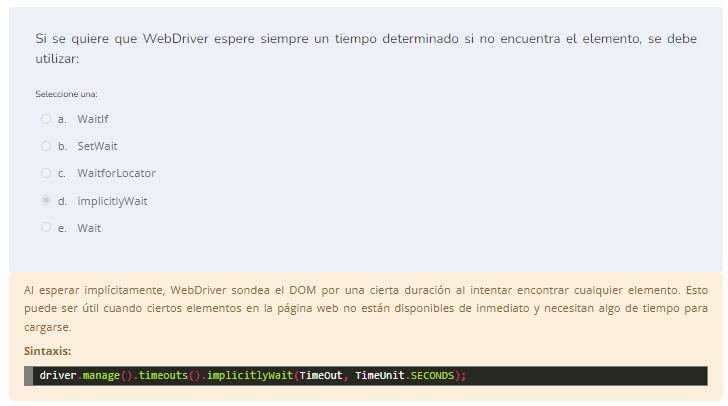 Si se quiere que WebDriver espere siempre un tiempo determinado si no encuentra el elemento, se debe
utilizar:
Seleccione una:
a. WaitIf
b. SetWait
c. WaitforLocator
d. implicitlyWait
e. Wait
Al esperar implícitamente, WebDriver sondea el DOM por una cierta duración al intentar encontrar cualquier elemento. Esto
puede ser útil cuando ciertos elementos en la página web no están disponibles de inmediato y necesitan algo de tiempo para
cargarse.
Sintaxis:
driver.manage().timeouts().implicitlyWait(TimeOut, TimeUnit.SECONDS);